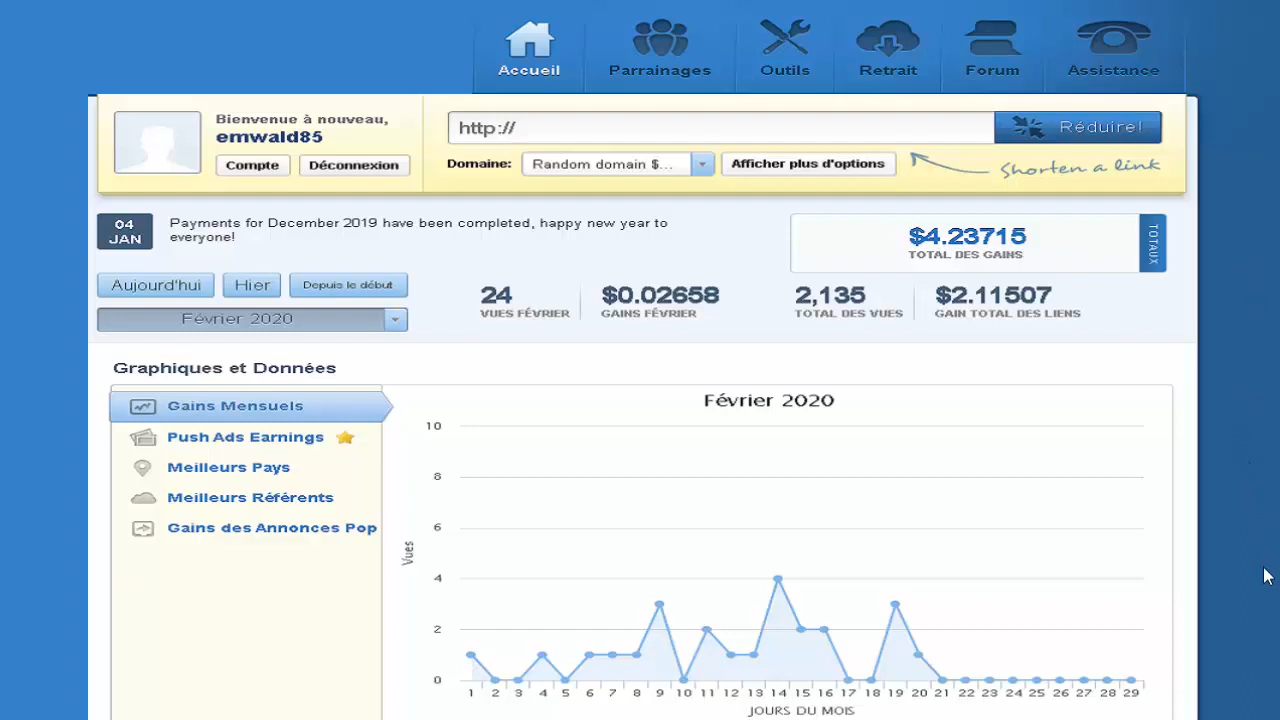 Accueil
Parrainages
Outils
Retrait
Forum
Assistance
Bienvenue à nouveau,
emwald85
Compte
Déconnexion
http://
Réduire!
Domaine:
Random domain $...
Afficher plus d'options
Shorten a link
04
JAN
Payments for December 2019 have been completed, happy new year to
everyone!
$4.23715
TOTAL DES GAINS
TOTAUX
Aujourd'hui
Hier
Depuis le début
Février 2020
24
VUES FÉVRIER
$0.02658
GAINS FÉVRIER
2,135
TOTAL DES VUES
$2.11507
GAIN TOTAL DES LIENS
Graphiques et Données
Gains Mensuels
Push Ads Earnings
Meilleurs Pays
Meilleurs Référents
Gains des Annonces Pop
Février 2020
10
8
6
4
2
0
Vues
1 2 3 4 5 6 7 8 9 10 11 12 13 14 15 16 17 18 19 20 21 22 23 24 25 26 27 28 29
JOURS DU MOIS